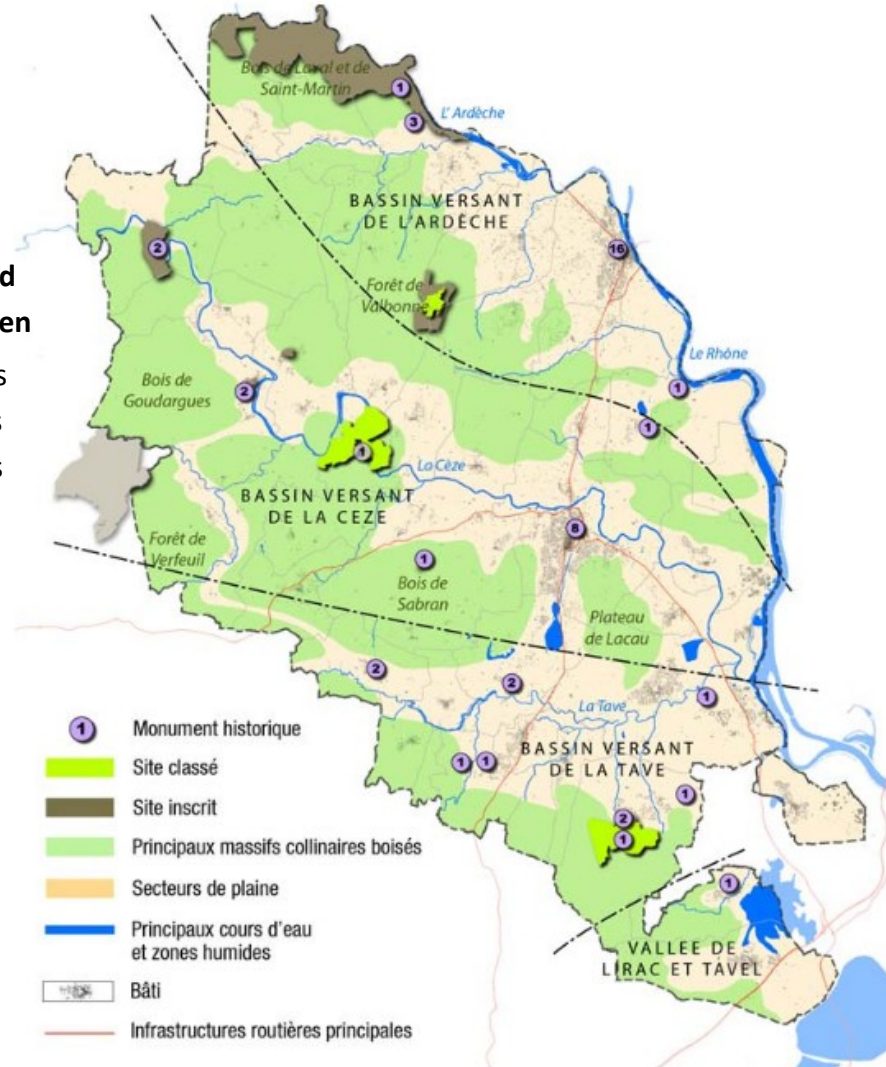 Bois de Laval et de
Saint-Martin
1
3
L' Ardèche
BASSIN VERSANT
DE L'ARDÈCHE
2
16
d
en
s
s
s
Forêt de
Valbonne
Le Rhône
1
Bois de
Goudargues
2
1
1
La Cèze
BASSIN VERSANT
DE LA CEZE
8
Forêt de
Verfeuil
1
Bois de
Sabran
Plateau
de Lacau
2
2
1
La Tave
BASSIN VERSANT
DE LA TAVE
1
1
1
2
1
1
VALLEE DE
LIRAC ET TAVEL
1
Monument historique
Site classé
Site inscrit
Principaux massifs collinaires boisés
Secteurs de plaine
Principaux cours d'eau
et zones humides
Bâti
Infrastructures routières principales